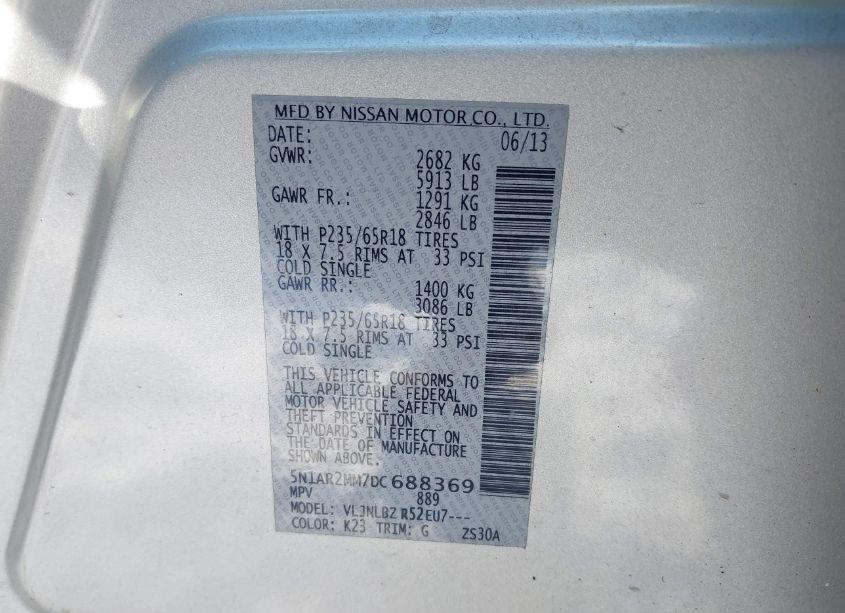 MFD BY NISSAN MOTOR CO., LTD.
DATE: 06/13
GVWR: 2682 KG
5913 LB
GAWR FR.: 1291 KG
2846 LB
WITH P235/65R18 TIRES
18 X 7.5 RIMS AT 33 PSI
COLD SINGLE
GAWR RR.: 1400 KG
3086 LB
WITH P235/65R18 TIRES
18 X 7.5 RIMS AT 33 PSI
COLD SINGLE
THIS VEHICLE CONFORMS TO
ALL APPLICABLE FEDERAL
MOTOR VEHICLE SAFETY AND
THEFT PREVENTION
STANDARDS IN EFFECT ON
THE DATE OF MANUFACTURE
SHOWN ABOVE.
5N1AR2MM7DC688369
MPV 889
MODEL: VLJNLBZ R52EU7---
COLOR: K23 TRIM: G ZS30A